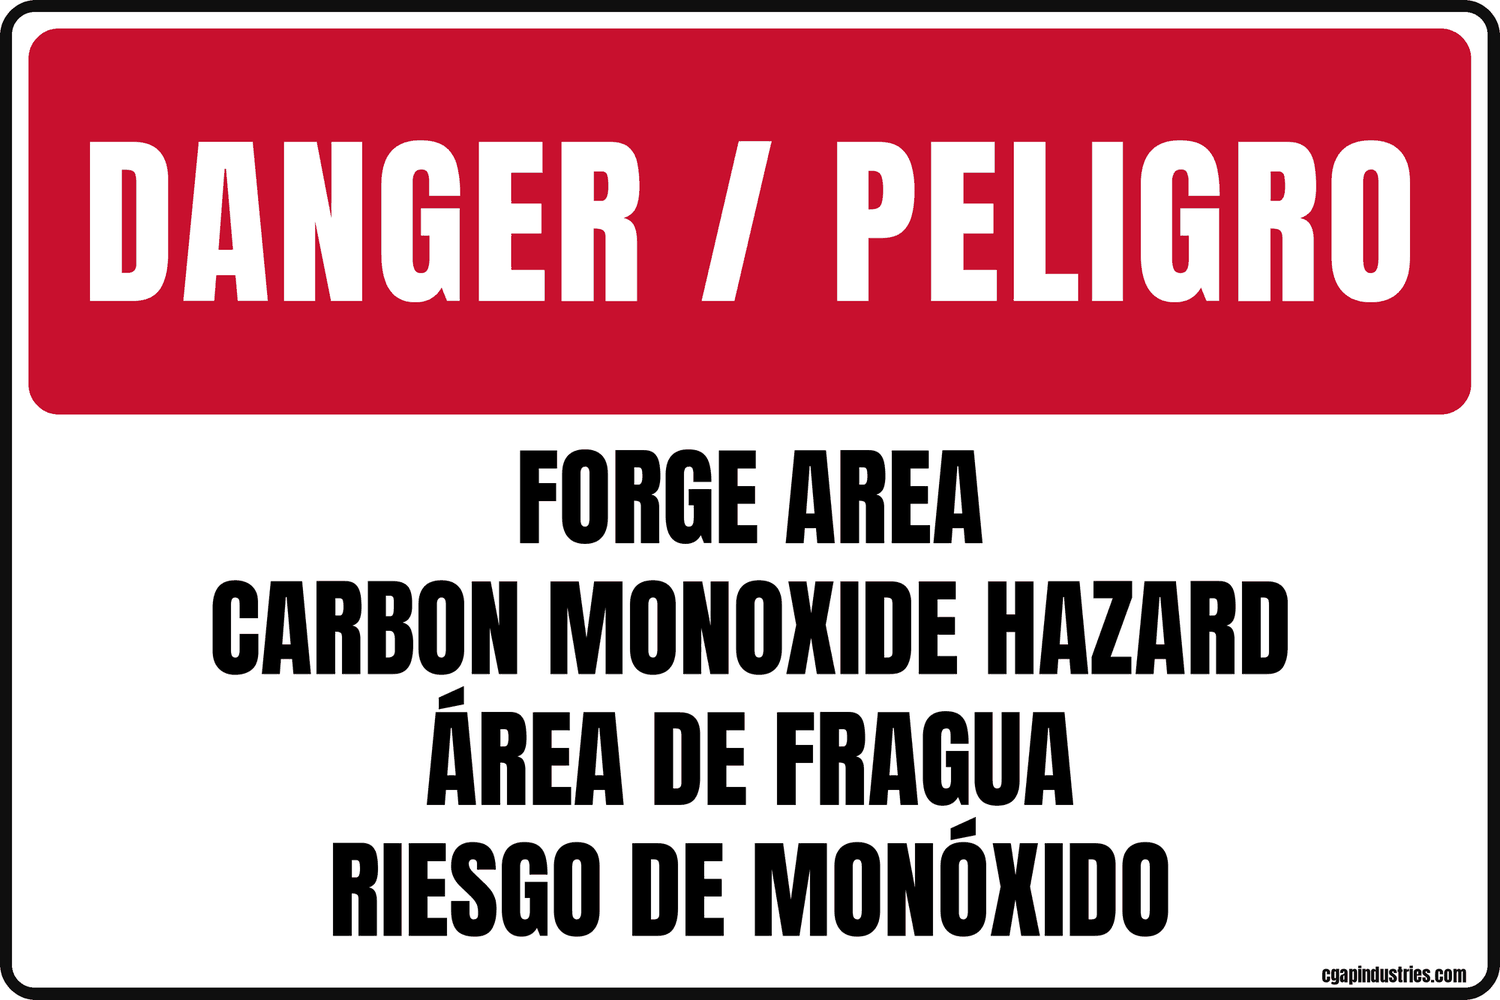 DANGER / PELIGRO
FORGE AREA
CARBON MONOXIDE HAZARD
ÁREA DE FRAGUA
RIESGO DE MONÓXIDO
cgapindustries.com